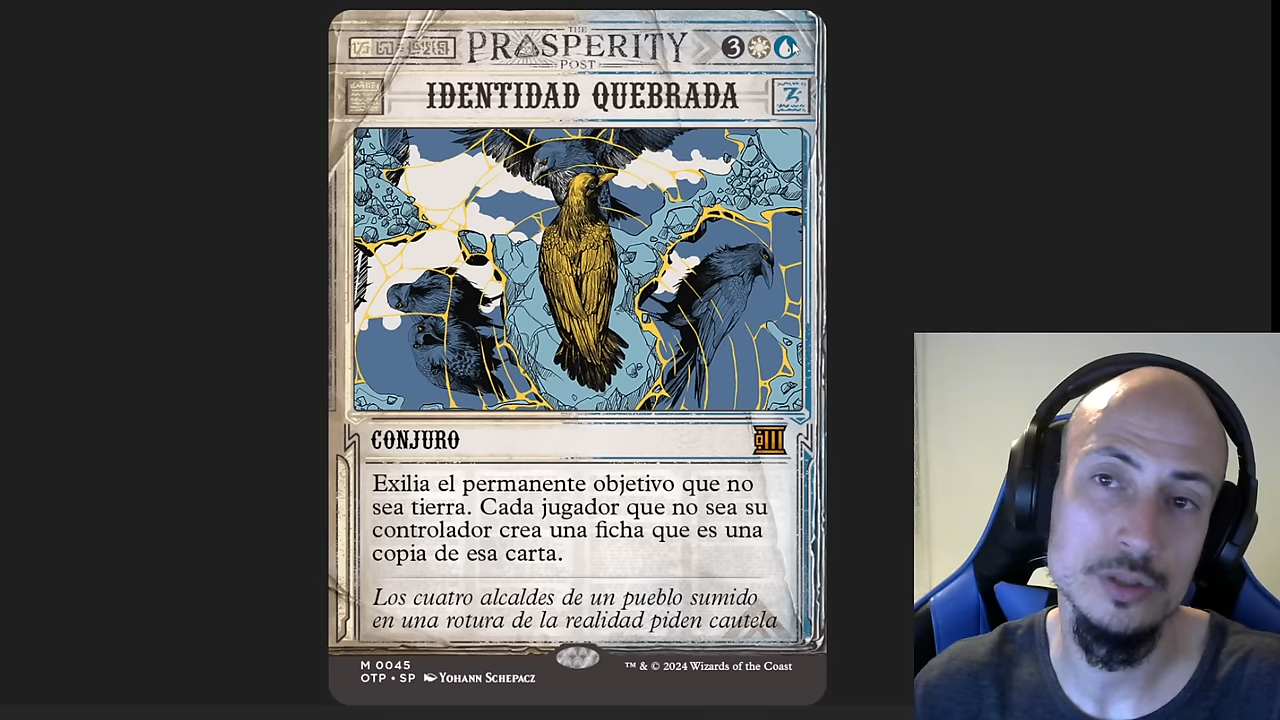 THE
PROSPERITY
POST
3
IDENTIDAD QUEBRADA
CONJURO
Exilia el permanente objetivo que no
sea tierra. Cada jugador que no sea su
controlador crea una ficha que es una
copia de esa carta.
Los cuatro alcaldes de un pueblo sumido
en una rotura de la realidad piden cautela
M 0045
OTP • SP YOHANN SCHEPACZ
™ & © 2024 Wizards of the Coast